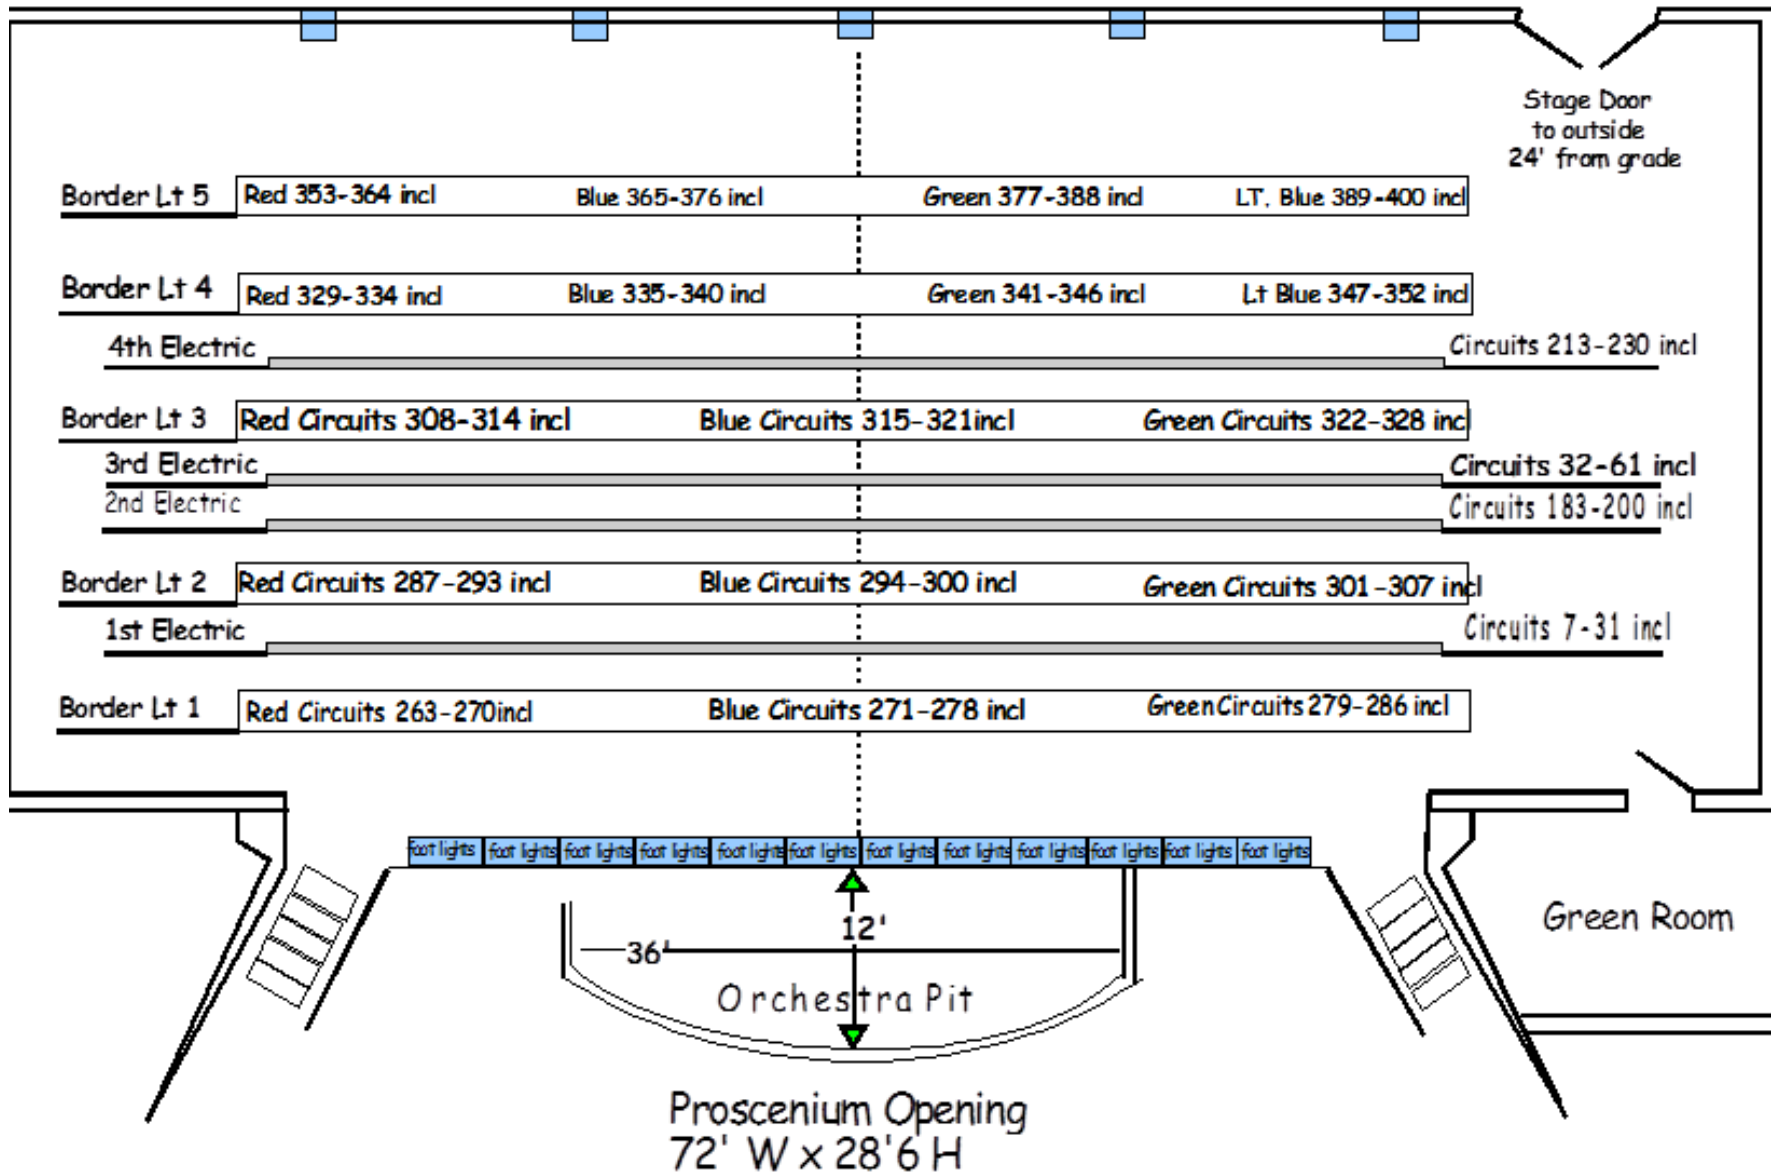 Stage Door
to outside
24' from grade
Border Lt 5 Red 353-364 incl Blue 365-376 incl Green 377-388 incl LT. Blue 389-400 incl
Border Lt 4 Red 329-334 incl Blue 335-340 incl Green 341-346 incl Lt Blue 347-352 incl
4th Electric Circuits 213-230 incl
Border Lt 3 Red Circuits 308-314 incl Blue Circuits 315-321incl Green Circuits 322-328 incl
3rd Electric Circuits 32-61 incl
2nd Electric Circuits 183-200 incl
Border Lt 2 Red Circuits 287-293 incl Blue Circuits 294-300 incl Green Circuits 301-307 incl
1st Electric Circuits 7-31 incl
Border Lt 1 Red Circuits 263-270incl Blue Circuits 271-278 incl Green Circuits 279-286 incl
foot lights foot lights foot lights foot lights foot lights foot lights foot lights foot lights foot lights foot lights foot lights foot lights
12'
36'
Green Room
Orchestra Pit
Proscenium Opening
72' W x 28'6 H